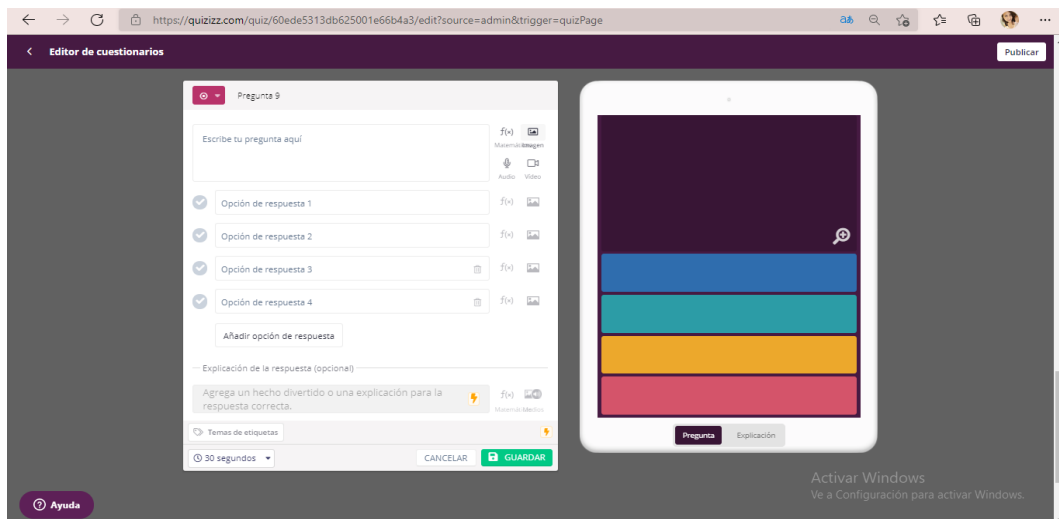 https://quizizz.com/quiz/60ede5313db625001e66b4a3/edit?source=admin&trigger=quizPage
Editor de cuestionarios
Publicar
Pregunta 9
Escribe tu pregunta aquí
f(x)
Imagen
Audio Video
Opción de respuesta 1
f(x)
Opción de respuesta 2
f(x)
Opción de respuesta 3
f(x)
Opción de respuesta 4
f(x)
Añadir opción de respuesta
Explicación de la respuesta (opcional)
Agrega un hecho divertido o una explicación para la
respuesta correcta.
f(x)
Temas de etiquetas
30 segundos
CANCELAR
GUARDAR
Pregunta
Explicación
Activar Windows
Ve a Configuración para activar Windows.
Ayuda